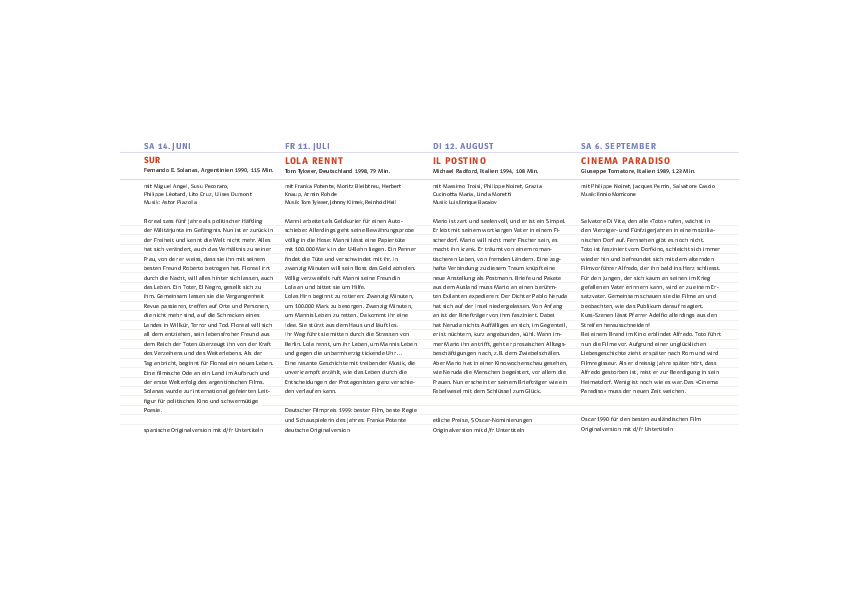 SA 14. JUNI
SUR
Fernando E. Solanas, Argentinien 1990, 115 Min.
mit Miguel Angel, Susu Pecoraro,
Philippe Léotard, Lito Cruz, Ulises Dumont
Musik: Astor Piazolla
Floreal sass fünf Jahre als politischer Häftling
der Militärjunta im Gefängnis. Nun ist er zurück in
der Freiheit und kennt die Welt nicht mehr. Alles
hat sich verändert, auch das Verhältnis zu seiner
Frau, von der er weiss, dass sie ihn mit seinem
besten Freund Roberto betrogen hat. Floreal irrt
durch die Nacht, will alles hinter sich lassen, auch
das Leben. Ein Toter, El Negro, gesellt sich zu
ihm. Gemeinsam lassen sie die Vergangenheit
Revue passieren, treffen auf Orte und Personen,
die nicht mehr sind, auf die Schrecken eines
Landes in Willkür, Terror und Tod. Floreal will sich
all dem entziehen, sein lebensfroher Freund aus
dem Reich der Toten überzeugt ihn von der Kraft
des Verzeihens und des Weiterlebens. Als der
Tag anbricht, beginnt für Floreal ein neues Leben.
Eine filmische Ode an ein Land im Aufbruch und
der erste Welterfolg des argentinischen Films.
Solanas wurde zur international gefeierten Leit-
figur für politisches Kino und schwermütige
Poesie.
spanische Originalversion mit d/fr Untertiteln
FR 11. JULI
LOLA RENNT
Tom Tykwer, Deutschland 1998, 79 Min.
mit Franka Potente, Moritz Bleibtreu, Herbert
Knaup, Armin Rohde
Musik: Tom Tykwer, Johnny Klimek, Reinhold Heil
Manni arbeitet als Geldkurier für einen Auto-
schieber. Allerdings geht seine Bewährungsprobe
völlig in die Hose: Manni lässt eine Papiertüte
mit 100.000 Mark in der U-Bahn liegen. Ein Penner
findet die Tüte und verschwindet mit ihr. In
zwanzig Minuten will sein Boss das Geld abholen.
Völlig verzweifelt ruft Manni seine Freundin
Lola an und bittet sie um Hilfe.
Lolas Hirn beginnt zu rotieren: Zwanzig Minuten,
um 100.000 Mark zu besorgen. Zwanzig Minuten,
um Mannis Leben zu retten. Da kommt ihr eine
Idee. Sie stürzt aus dem Haus und läuft los.
Ihr Weg führt sie mitten durch die Strassen von
Berlin. Lola rennt, um ihr Leben, um Mannis Leben
und gegen die unbarmherzig tickende Uhr...
Eine rasante Geschichte mit treibender Musik, die
unverkrampft erzählt, wie das Leben durch die
Entscheidungen der Protagonisten ganz verschie-
den verlaufen kann.
Deutscher Filmpreis 1999: bester Film, beste Regie
und Schauspielerin des Jahres: Franka Potente
deutsche Originalversion
DI 12. AUGUST
IL POSTINO
Michael Radford, Italien 1994, 108 Min.
mit Massimo Troisi, Philippe Noiret, Grazia
Cucinotta Maria, Linda Moretti
Musik: Luis Enrique Bacalov
Mario ist zart und seelenvoll, und er ist ein Simpel.
Er lebt mit seinem wortkargen Vater in einem Fi-
scherdorf. Mario will nicht mehr Fischer sein, es
macht ihn krank. Er träumt von einem roman-
tischeren Leben, von fremden Ländern. Eine zag-
hafte Verbindung zu diesem Traum knüpft eine
neue Anstellung als Postmann. Briefe und Pakete
aus dem Ausland muss Mario an einen berühm-
ten Exilanten expedieren: Der Dichter Pablo Neruda
hat sich auf der Insel niedergelassen. Von Anfang
an ist der Briefträger von ihm fasziniert. Dabei
hat Neruda nichts Auffälliges an sich, im Gegenteil,
er ist nüchtern, kurz angebunden, kühl. Wenn im-
mer Mario ihn antrifft, geht er prosaischen Alltags-
beschäftigungen nach, z.B. dem Zwiebelschälen.
Aber Mario hat in einer Kinowochenschau gesehen,
wie Neruda die Menschen begeistert, vor allem die
Frauen. Nun erscheint er seinem Briefträger wie ein
Fabelwesen mit dem Schlüssel zum Glück.
etliche Preise, 5 Oscar-Nominierungen
Originalversion mit d/fr Untertiteln
SA 6. SEPTEMBER
CINEMA PARADISO
Giuseppe Tornatore, Italien 1989, 123 Min.
mit Philippe Noiret, Jacques Perrin, Salvatore Cascio
Musik: Ennio Morricone
Salvatore Di Vita, den alle «Toto» rufen, wächst in
den Vierziger- und Fünfzigerjahren in einem sizilia-
nischen Dorf auf. Fernsehen gibt es noch nicht.
Toto ist fasziniert vom Dorfkino, schleicht sich immer
wieder hin und befreundet sich mit dem alternden
Filmvorführer Alfredo, der ihn bald ins Herz schliesst.
Für den Jungen, der sich kaum an seinen im Krieg
gefallenen Vater erinnern kann, wird er zu einem Er-
satzvater. Gemeinsam schauen sie die Filme an und
beobachten, wie das Publikum darauf reagiert.
Kuss-Szenen lässt Pfarrer Adelfio allerdings aus den
Streifen herausschneiden!
Bei einem Brand im Kino erblindet Alfredo. Toto führt
nun die Filme vor. Aufgrund einer unglücklichen
Liebesgeschichte zieht er später nach Rom und wird
Filmregisseur. Als er dreissig Jahre später hört, dass
Alfredo gestorben ist, reist er zur Beerdigung in sein
Heimatdorf. Wenig ist noch wie es war. Das «Cinema
Paradiso» muss der neuen Zeit weichen.
Oscar 1990 für den besten ausländischen Film
Originalversion mit d/fr Untertiteln